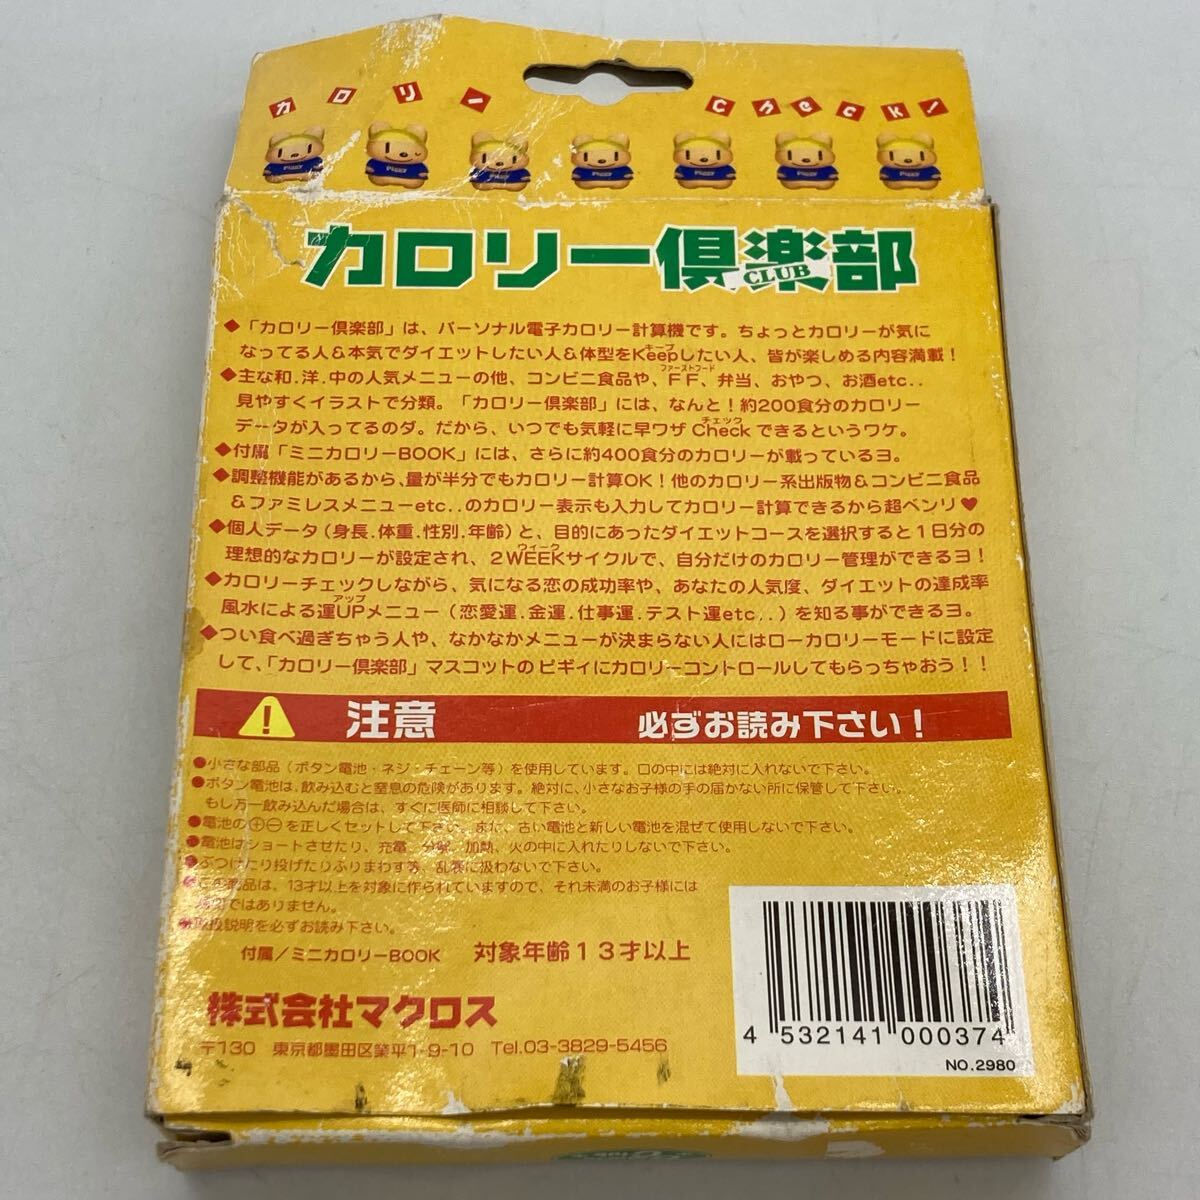 カロリー Check!
カロリー倶楽部
CLUB
◆「カロリー倶楽部」は、パーソナル電子カロリー計算機です。ちょっとカロリーが気に
なってる人&本気でダイエットしたい人&体型をKeepしたい人、皆が楽しめる内容満載!
キープ
◆主な和.洋.中の人気メニューの他、コンビニ食品や、FF、弁当、おやつ、お酒etc..
ファーストフード
見やすくイラストで分類。「カロリー倶楽部」には、なんと!約200食分のカロリー
データが入ってるのダ。だから、いつでも気軽に早ワザCheckできるというワケ。
チェック
◆付属「ミニカロリーBOOK」には、さらに約400食分のカロリーが載っているヨ。
◆調整機能があるから、量が半分でもカロリー計算OK!他のカロリー系出版物&コンビニ食品
&ファミレスメニューetc..のカロリー表示も入力してカロリー計算できるから超ベンリ♥
◆個人データ(身長.体重.性別.年齢)と、目的にあったダイエットコースを選択すると1日分の
理想的なカロリーが設定され、2WEEKサイクルで、自分だけのカロリー管理ができるヨ!
ウィーク
◆カロリーチェックしながら、気になる恋の成功率や、あなたの人気度、ダイエットの達成率
風水による運UPメニュー(恋愛運.金運.仕事運.テスト運etc..)を知る事ができるヨ。
アップ
◆つい食べ過ぎちゃう人や、なかなかメニューが決まらない人にはローカロリーモードに設定
して、「カロリー倶楽部」マスコットのピギィにカロリーコントロールしてもらっちゃおう!!
注意 必ずお読み下さい!
●小さな部品(ボタン電池・ネジ・チェーン等)を使用しています。口の中には絶対に入れないで下さい。
●ボタン電池は、飲み込むと窒息の危険があります。絶対に、小さなお子様の手の届かない所に保管して下さい。
もし万一飲み込んだ場合は、すぐに医師に相談して下さい。
●電池の⊕⊖を正しくセットして下さい。また、古い電池と新しい電池を混ぜて使用しないで下さい。
●電池はショートさせたり、充電、分解、加熱、火の中に入れたりしないで下さい。
●ぶつけたり投げたりふりまわす等、乱暴に扱わないで下さい。
●この商品は、13才以上を対象に作られていますので、それ未満のお子様には
ではありません。
●取扱説明を必ずお読み下さい。
付属/ミニカロリーBOOK 対象年齢13才以上
株式会社マクロス
〒130 東京都墨田区業平1-9-10 Tel.03-3829-5456
4 532141 000374
NO.2980